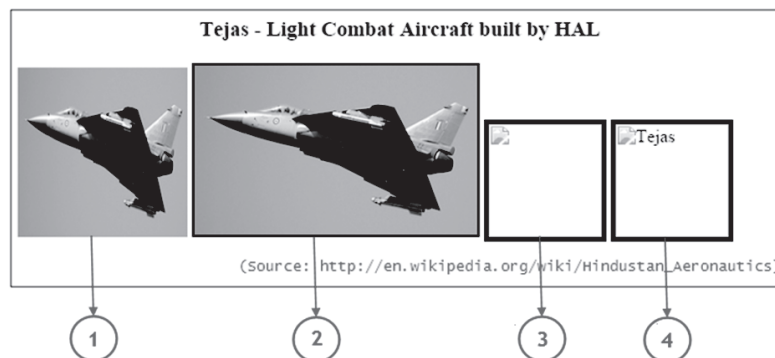 Tejas - Light Combat Aircraft built by HAL
Tejas
(Source: http://en.wikipedia.org/wiki/Hindustan_Aeronautics)
1 2 3 4